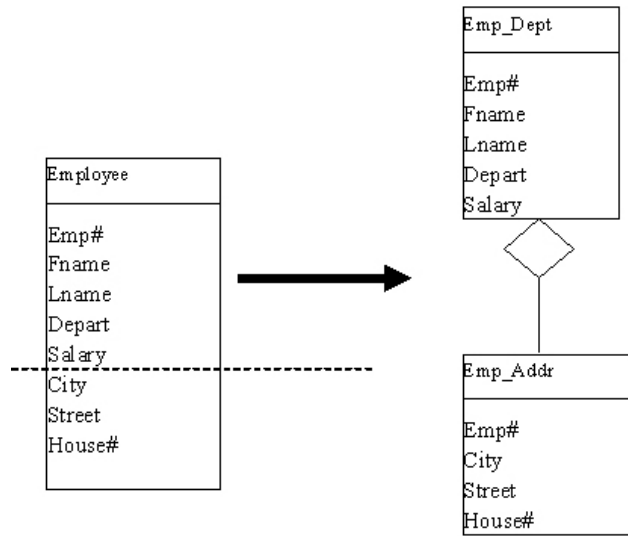 Employee
Emp#
Fname
Lname
Depart
Salary
City
Street
House#
Emp_Dept
Emp#
Fname
Lname
Depart
Salary
Emp_Addr
Emp#
City
Street
House#